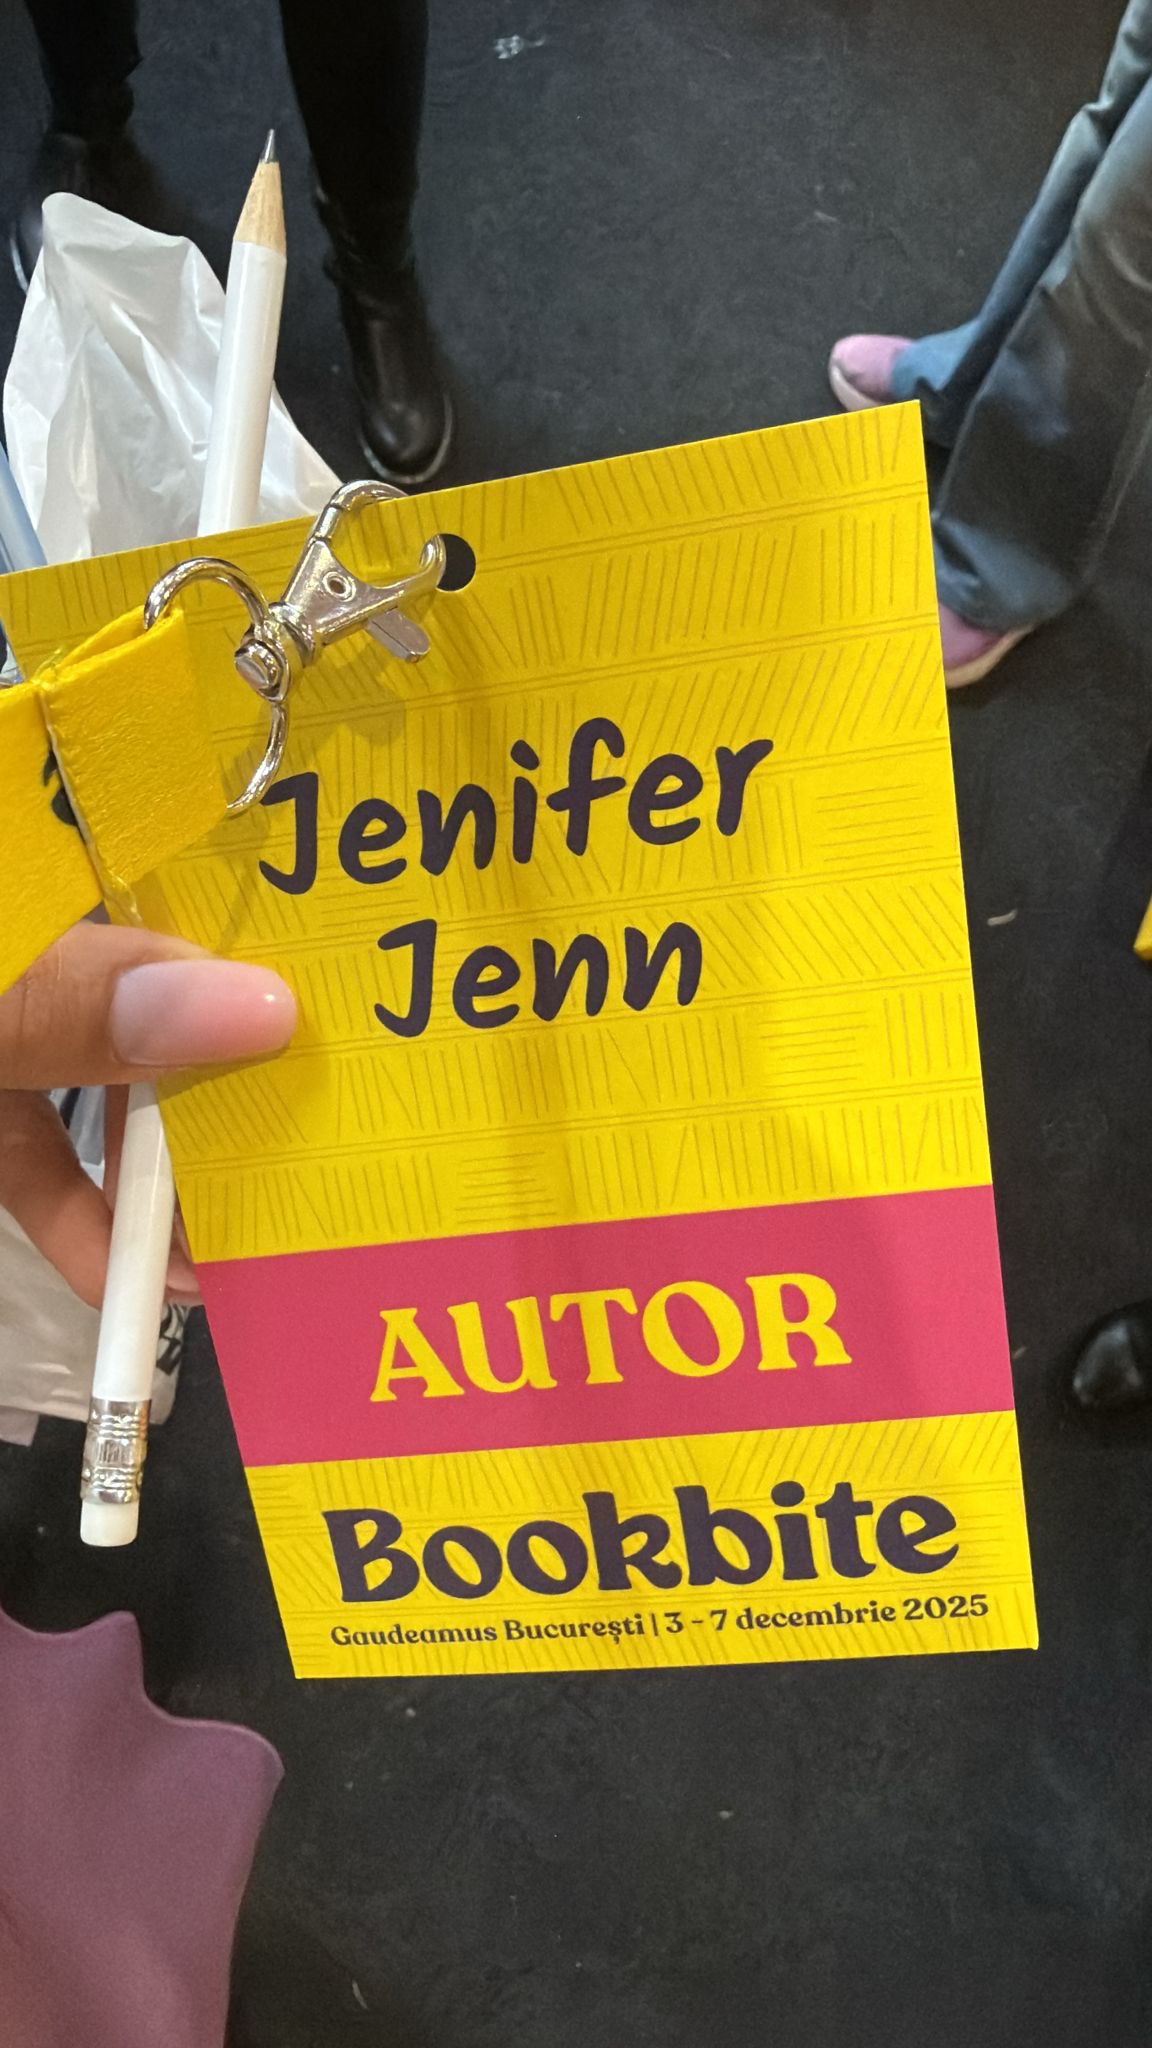 Jenifer
Jenn
AUTOR
Bookbite
Gaudeamus București | 3 - 7 decembrie 2025